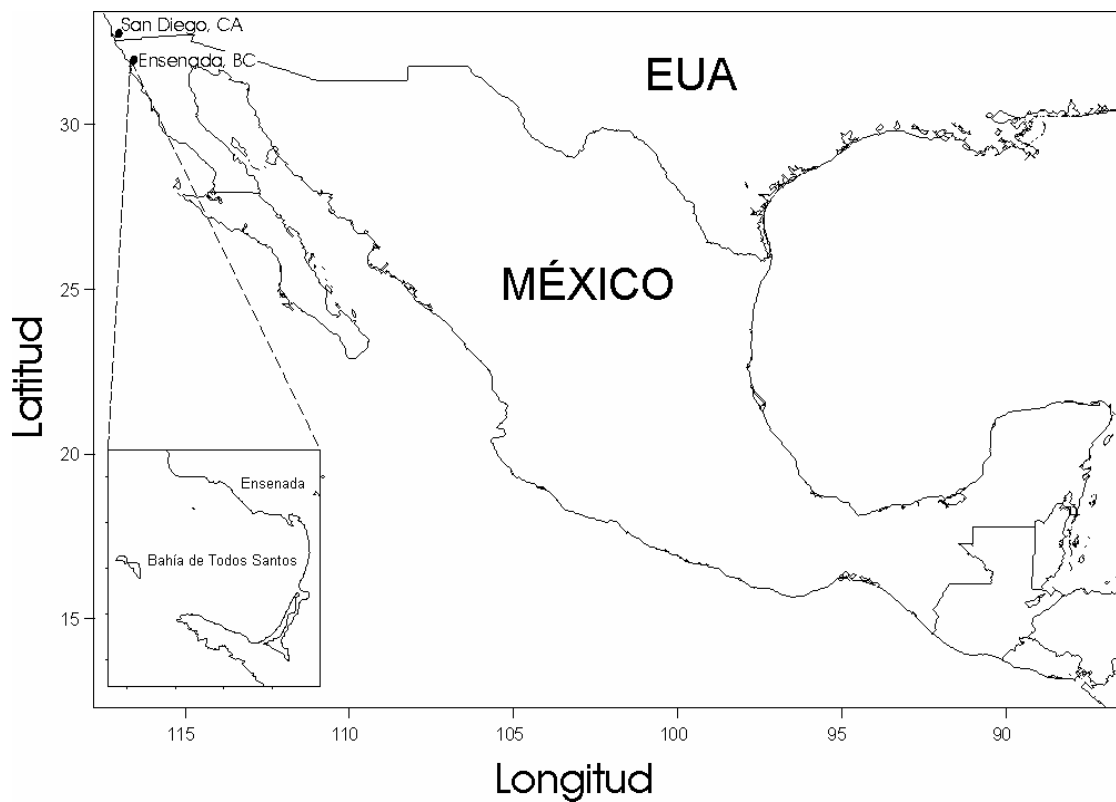 San Diego, CA
Ensenada, BC
EUA
MÉXICO
Latitud
30
25
20
15
Ensenada
Bahía de Todos Santos
115
110
105
100
95
90
Longitud